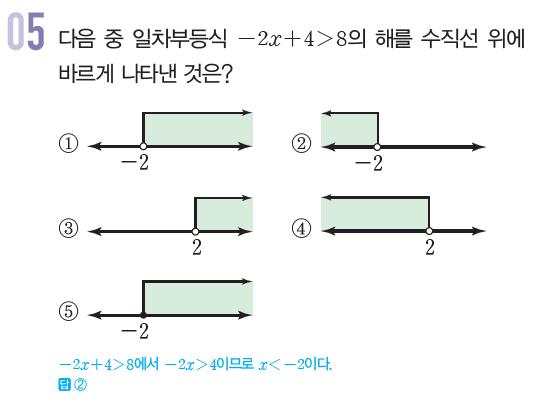 05 다음 중 일차부등식 −2x+4>8의 해를 수직선 위에
바르게 나타낸 것은?
① −2
② −2
③ 2
④ 2
⑤ −2
−2x+4>8에서 −2x>4이므로 x<−2이다.
답 ②